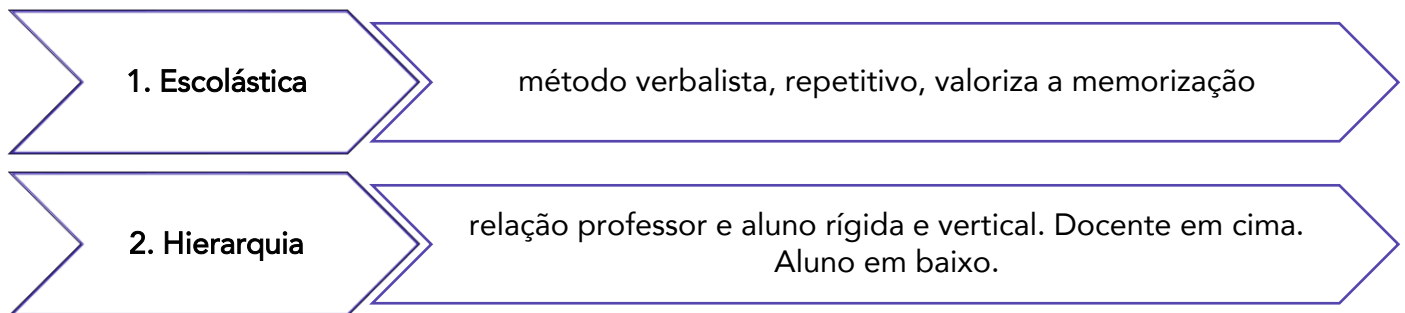 1. Escolástica
método verbalista, repetitivo, valoriza a memorização
2. Hierarquia
relação professor e aluno rígida e vertical. Docente em cima.
Aluno em baixo.